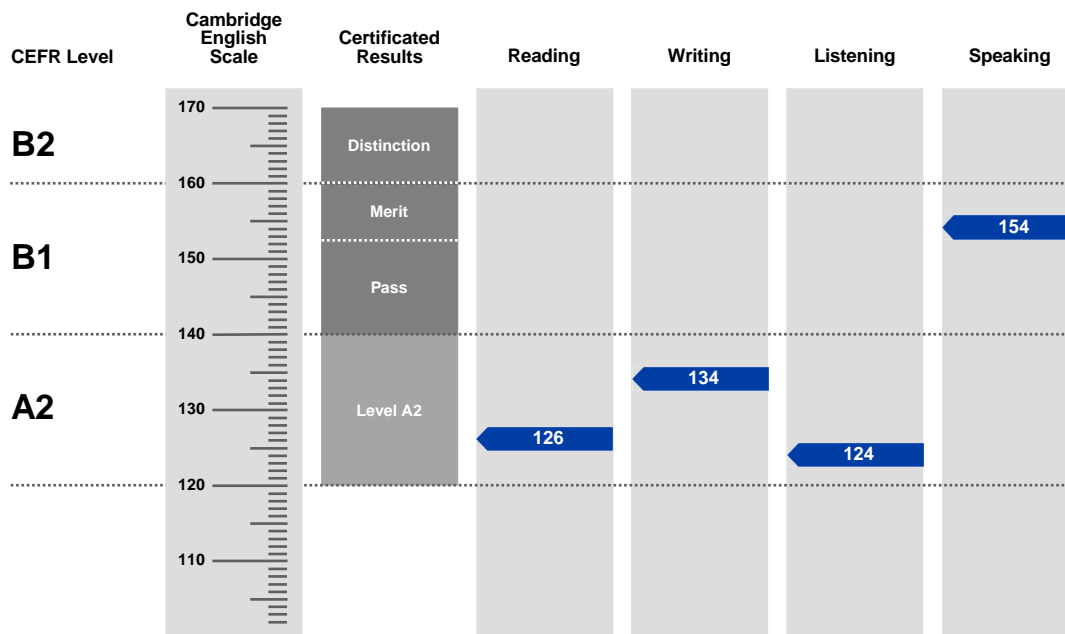 CEFR Level
Cambridge
English
Scale
Certificated
Results
Reading
Writing
Listening
Speaking
170
B2
Distinction
160
Merit
154
B1
150
Pass
140
134
A2
130
Level A2
126
124
120
110